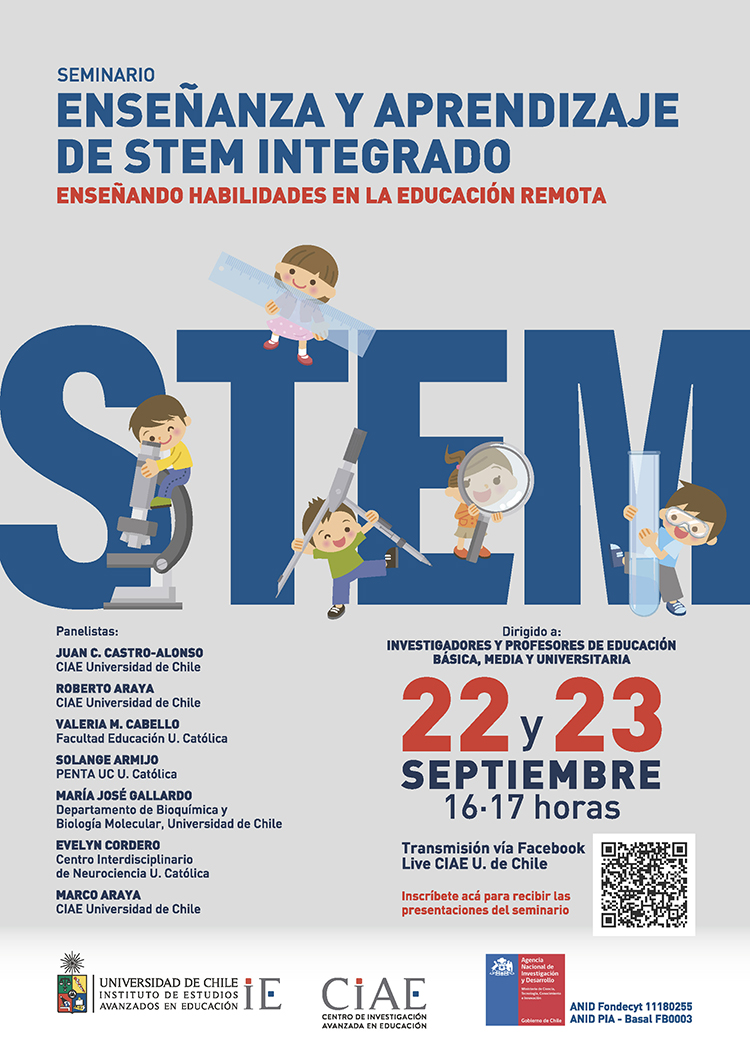 SEMINARIO
ENSEÑANZA Y APRENDIZAJE
DE STEM INTEGRADO
ENSEÑANDO HABILIDADES EN LA EDUCACIÓN REMOTA
STEM
Panelistas:
JUAN C. CASTRO-ALONSO
CIAE Universidad de Chile
ROBERTO ARAYA
CIAE Universidad de Chile
VALERIA M. CABELLO
Facultad Educación U. Católica
SOLANGE ARMIJO
PENTA UC U. Católica
MARÍA JOSÉ GALLARDO
Departamento de Bioquímica y
Biología Molecular, Universidad de Chile
EVELYN CORDERO
Centro Interdisciplinario
de Neurociencia U. Católica
MARCO ARAYA
CIAE Universidad de Chile
Dirigido a:
INVESTIGADORES Y PROFESORES DE EDUCACIÓN
BÁSICA, MEDIA Y UNIVERSITARIA
22 y 23
SEPTIEMBRE
16·17 horas
Transmisión vía Facebook
Live CIAE U. de Chile
Inscríbete acá para recibir las
presentaciones del seminario
UNIVERSIDAD DE CHILE
INSTITUTO DE ESTUDIOS
AVANZADOS EN EDUCACIÓN
iE
CiAE
CENTRO DE INVESTIGACIÓN
AVANZADA EN EDUCACIÓN
Agencia
Nacional de
Investigación
y Desarrollo
Ministerio de Ciencia,
Tecnología, Conocimiento
e Innovación
Gobierno de Chile
ANID Fondecyt 11180255
ANID PIA - Basal FB0003